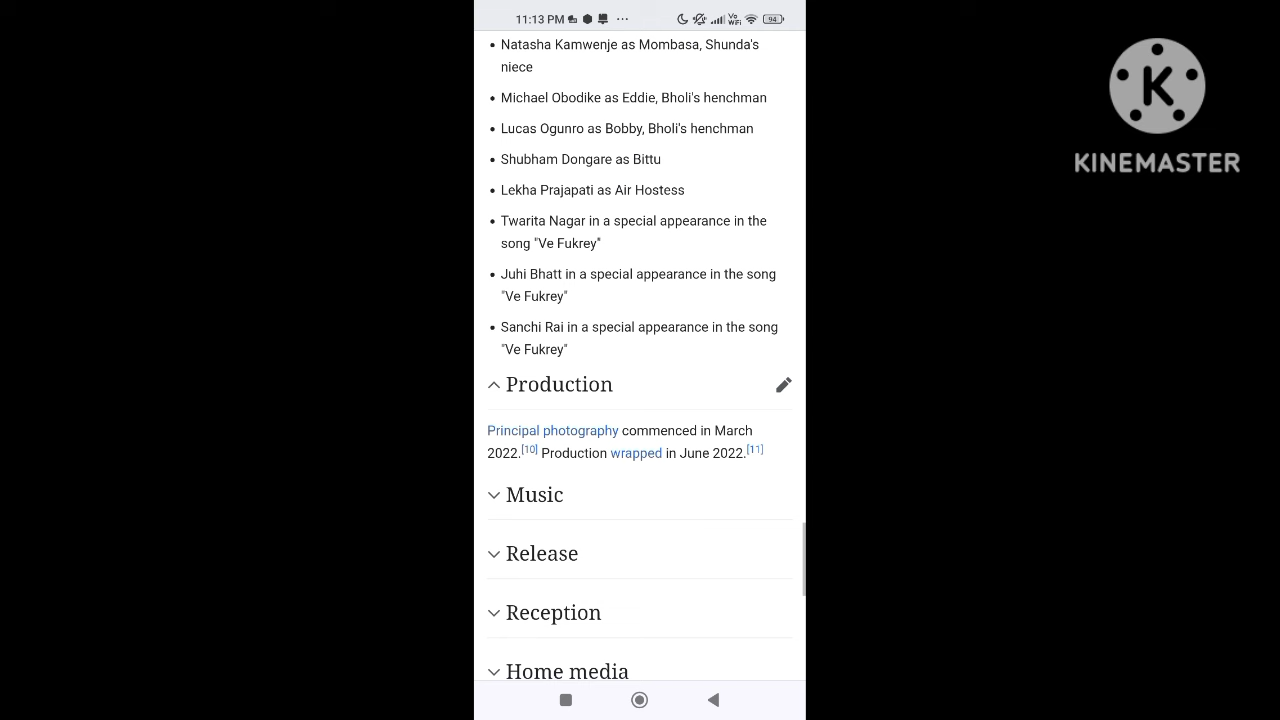 11:13 PM
Vo
WiFi
94
Natasha Kamwenje as Mombasa, Shunda's
niece
Michael Obodike as Eddie, Bholi's henchman
Lucas Ogunro as Bobby, Bholi's henchman
Shubham Dongare as Bittu
Lekha Prajapati as Air Hostess
Twarita Nagar in a special appearance in the
song "Ve Fukrey"
Juhi Bhatt in a special appearance in the song
"Ve Fukrey"
Sanchi Rai in a special appearance in the song
"Ve Fukrey"
Production
Principal photography commenced in March
2022.[10] Production wrapped in June 2022.[11]
Music
Release
Reception
Home media
K
KINEMASTER